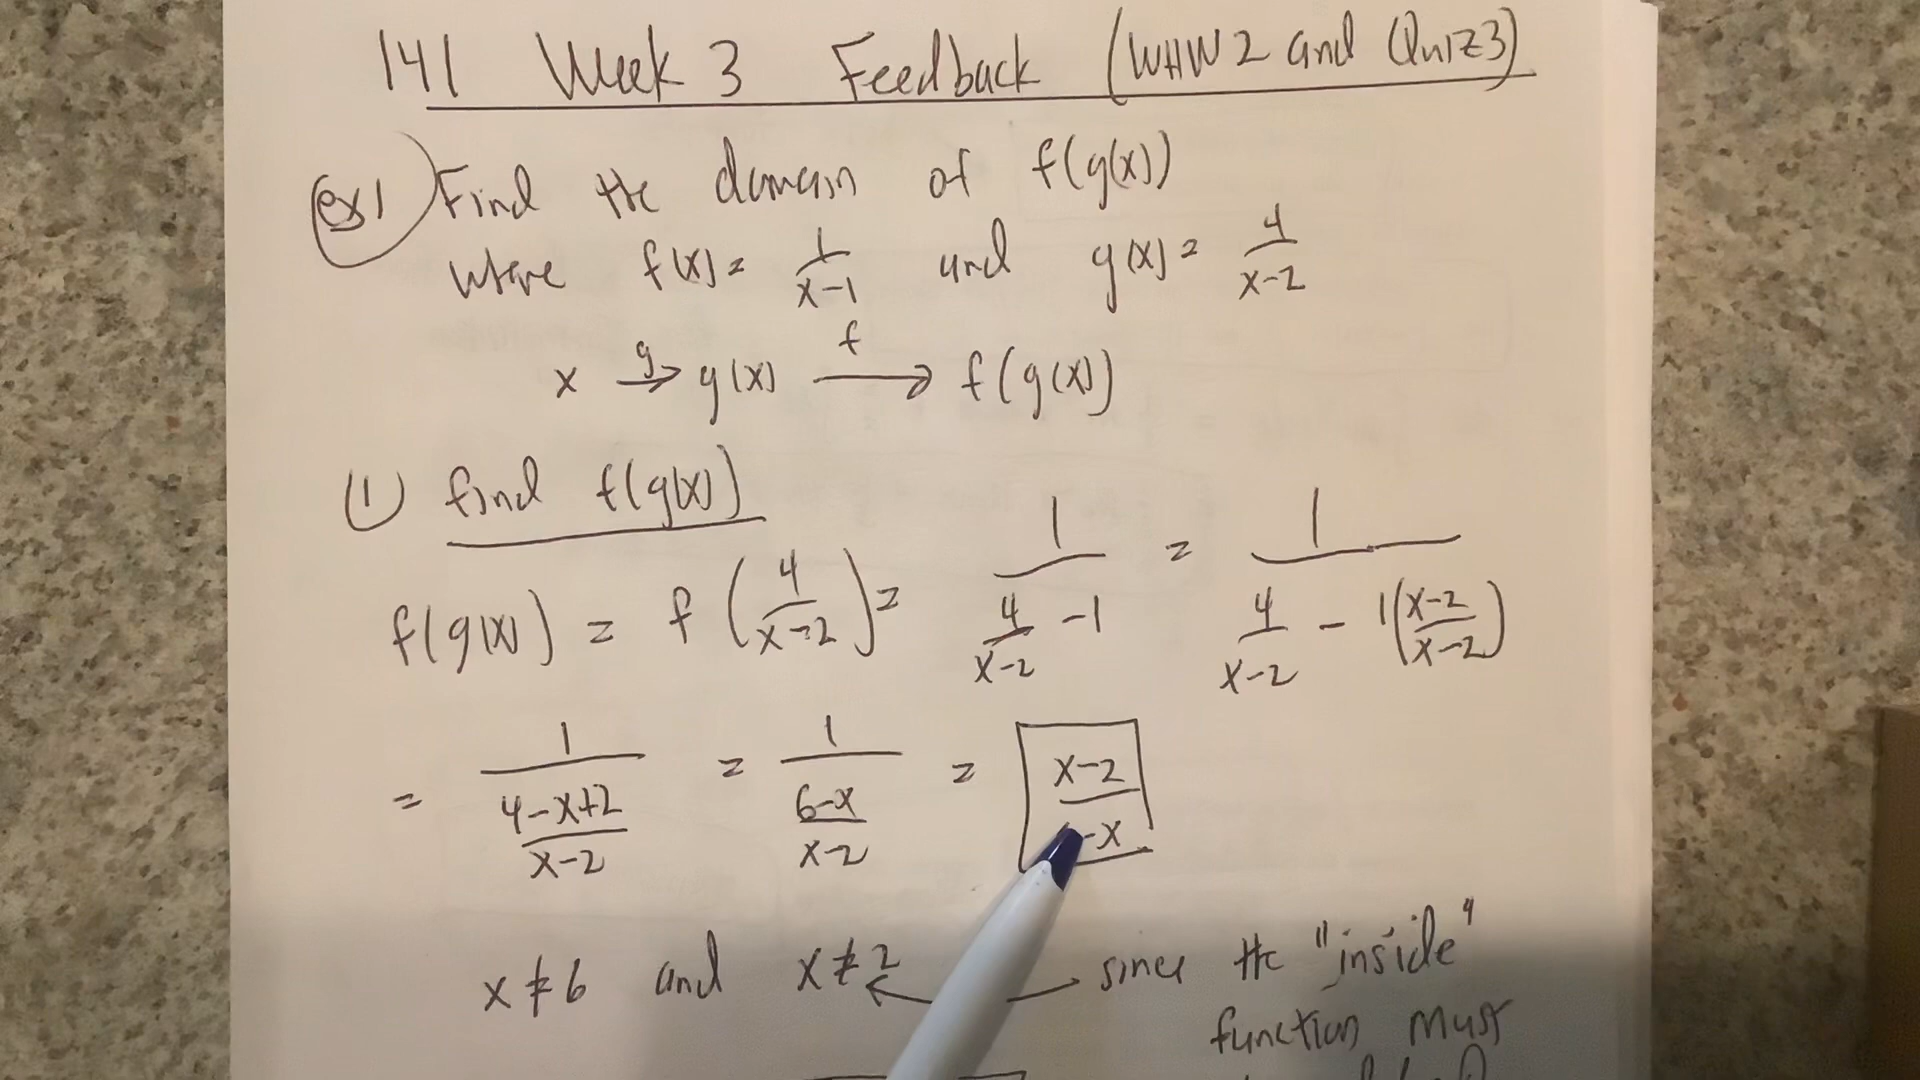 141 Week 3 Feedback (WHW 2 and Quiz 3)
ex1) Find the domain of f(g(x))
where f(x) = 1/(x-1) and g(x) = 4/(x-2)
x →(g) g(x) →(f) f(g(x))
(1) find f(g(x))
f(g(x)) = f(4/(x-2)) = 1/(4/(x-2) - 1) = 1/(4/(x-2) - 1((x-2)/(x-2)))
= 1/((4-x+2)/(x-2)) = 1/((6-x)/(x-2)) = (x-2)/( -x)
x ≠ 6 and x ≠ 2 ← → since the "inside"
function must